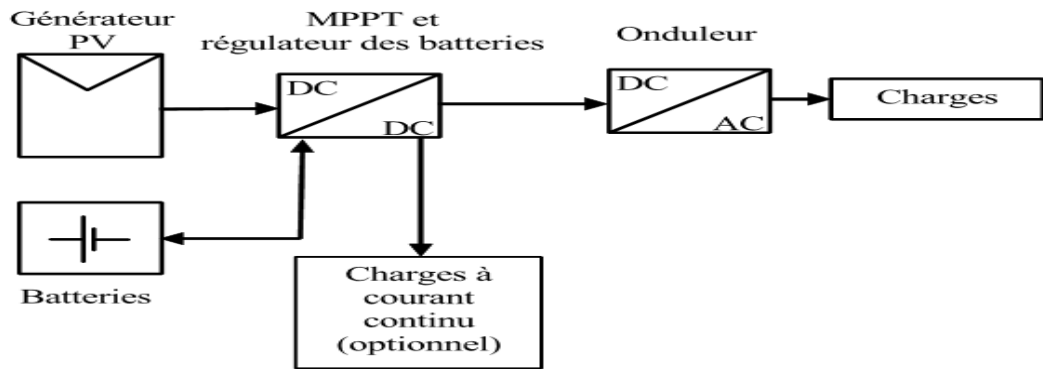 Générateur
PV
MPPT et
régulateur des batteries
Onduleur
DC
DC
DC
AC
Charges
Batteries
Charges à
courant
continu
(optionnel)